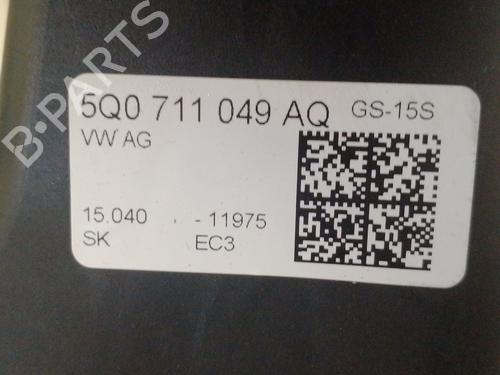 5Q0 711 049 AQ GS-15S
VW AG
15.040 - 11975
SK EC3
B-PARTS